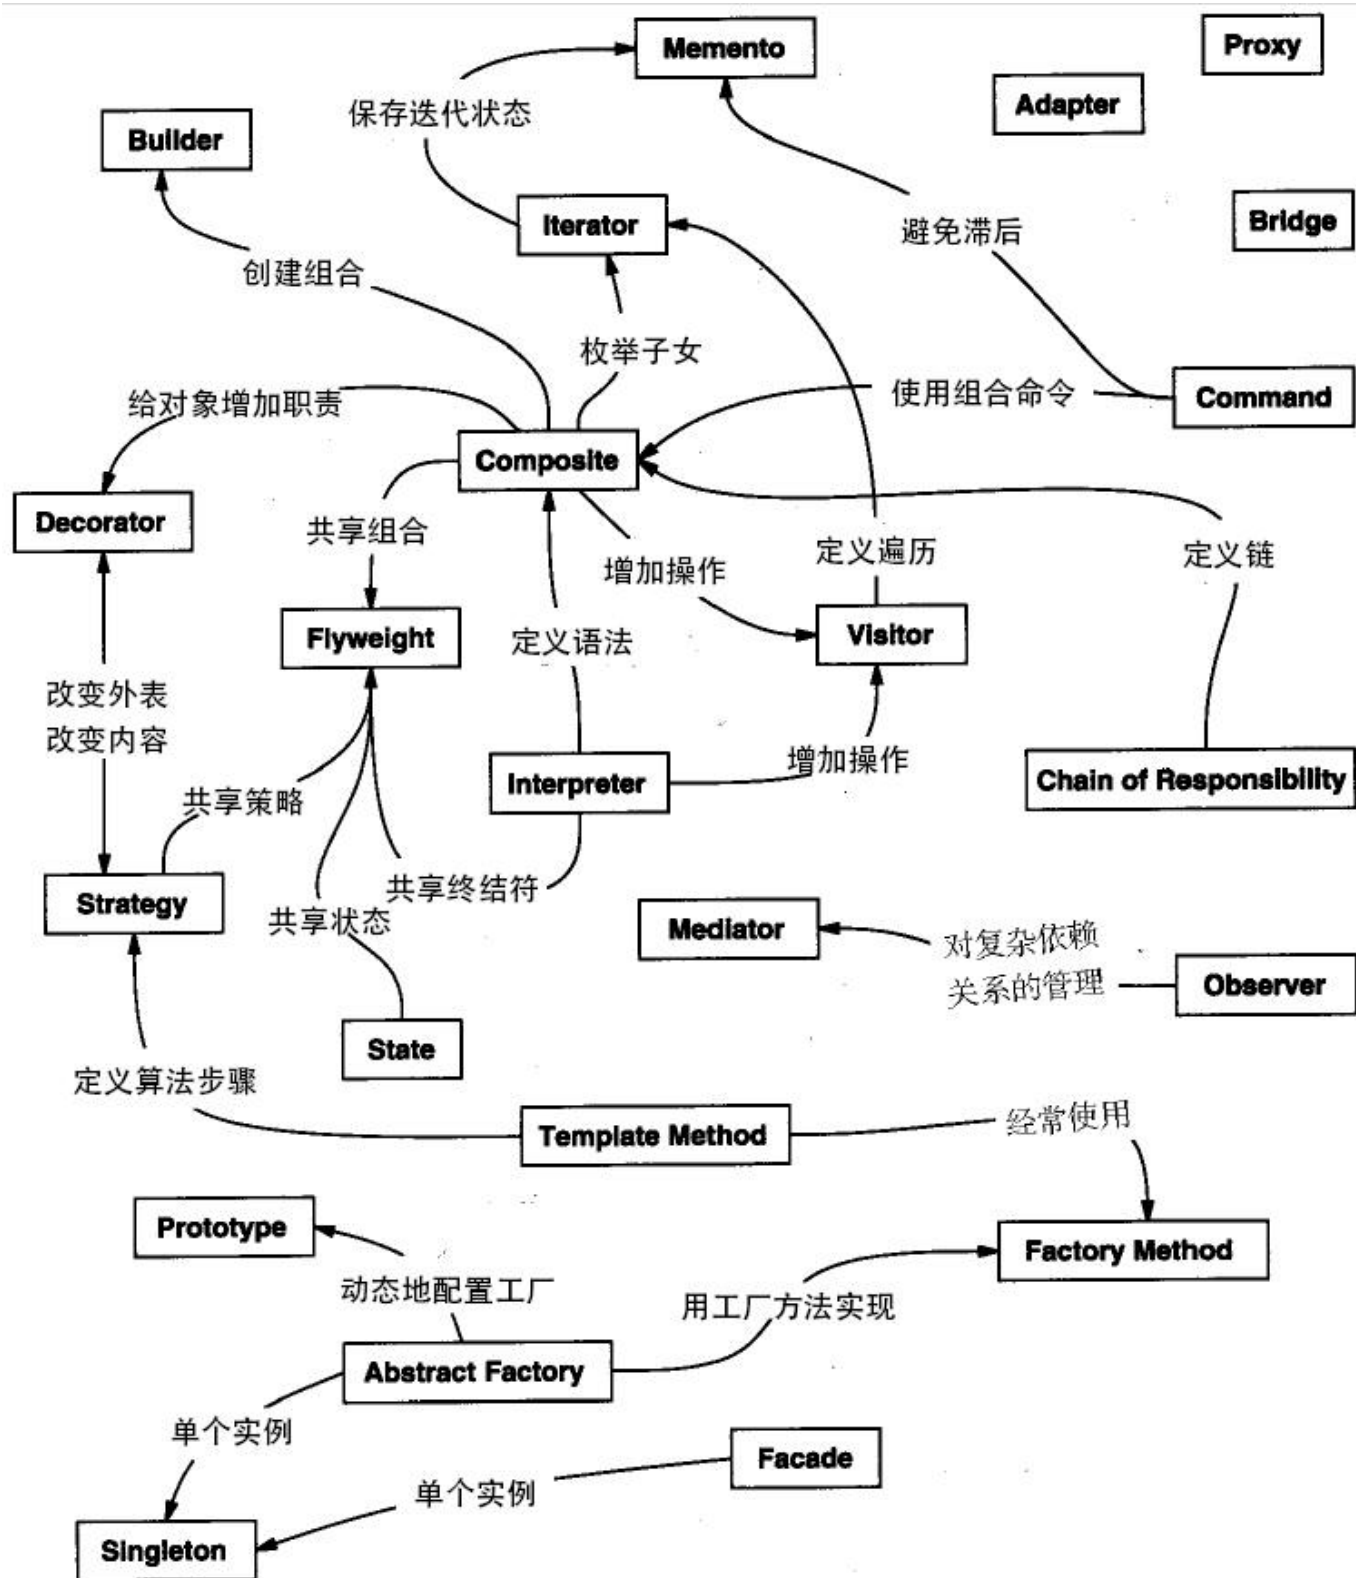 Memento
Proxy
Adapter
保存迭代状态
Builder
Iterator
Bridge
避免滞后
创建组合
枚举子女
使用组合命令
Command
给对象增加职责
Composite
Decorator
共享组合
增加操作
定义遍历
定义链
Flyweight
定义语法
Visitor
改变外表
改变内容
增加操作
Interpreter
Chain of Responsibility
共享策略
共享终结符
Strategy
共享状态
Mediator
对复杂依赖
关系的管理
Observer
State
定义算法步骤
Template Method
经常使用
Prototype
Factory Method
动态地配置工厂
用工厂方法实现
Abstract Factory
单个实例
Facade
单个实例
Singleton